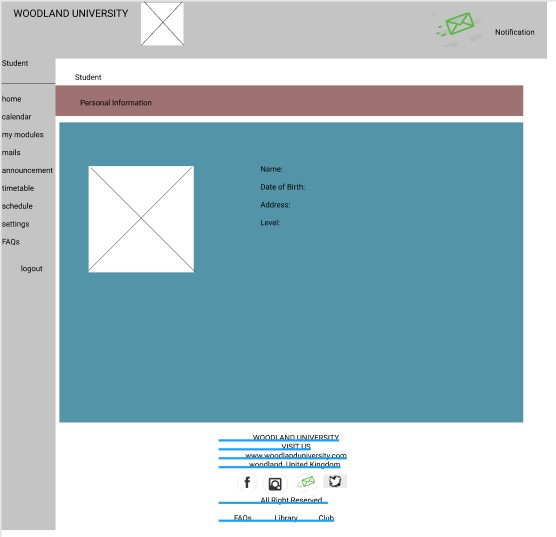 WOODLAND UNIVERSITY
Notification
Student
home
calendar
my modules
mails
announcement
timetable
schedule
settings
FAQs
logout
Student
Personal Information
Name:
Date of Birth:
Address:
Level:
WOODLAND UNIVERSITY
VISIT US
www.woodlanduniversity.com
woodland, United Kingdom
All Right Reserved
FAQs Library Club